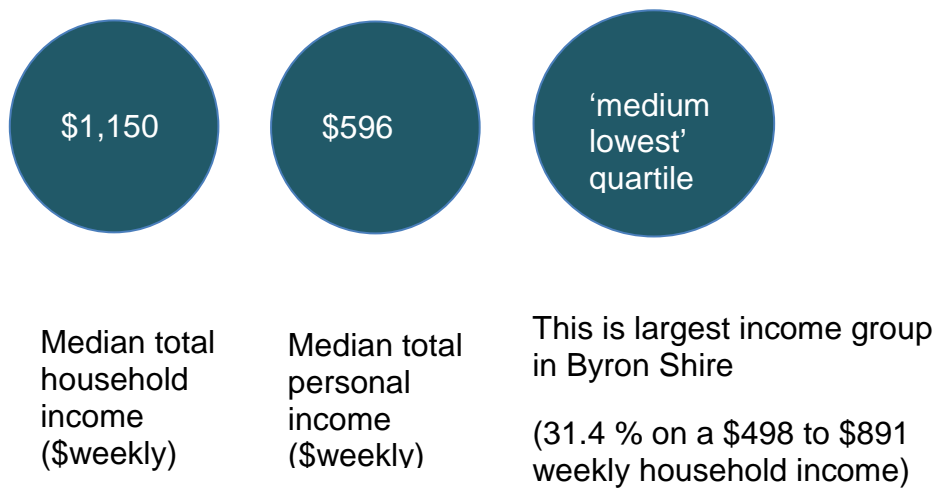 $1,150
$596
‘medium
lowest’
quartile
Median total
household
income
($weekly)
Median total
personal
income
($weekly)
This is largest income group
in Byron Shire
(31.4 % on a $498 to $891
weekly household income)